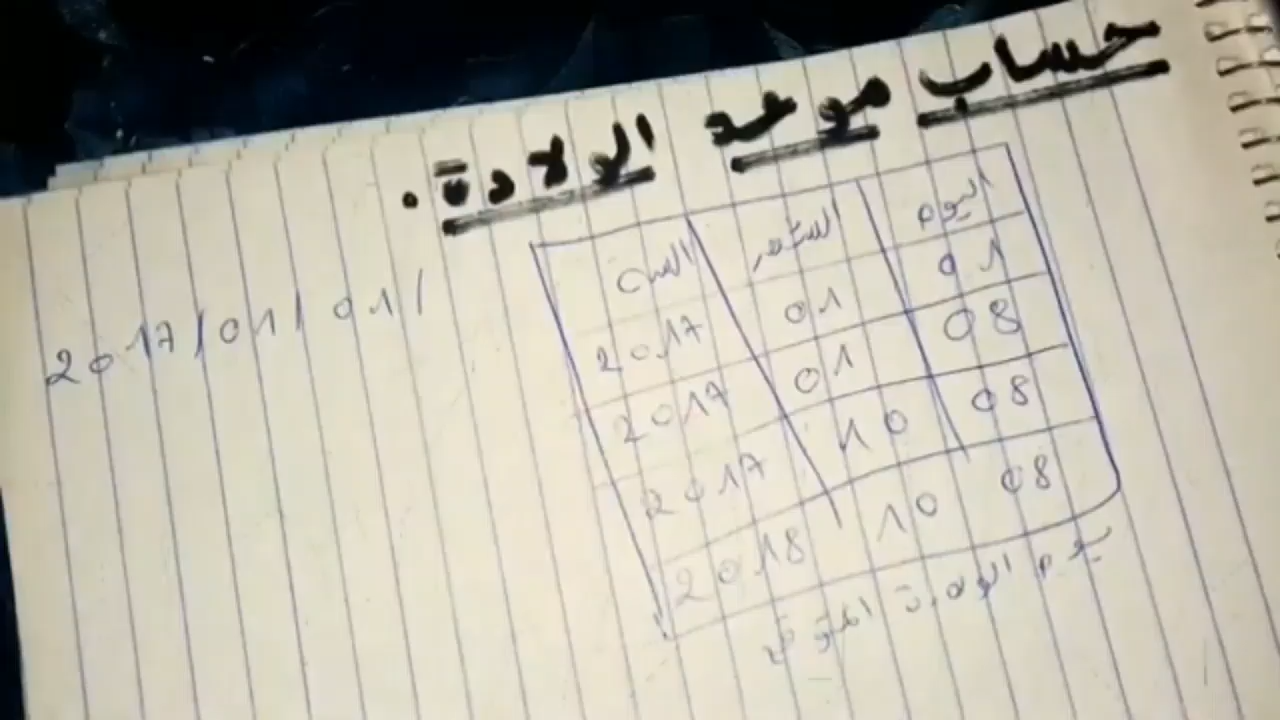 حساب موعد الولادة.
2017/01/01/
اليوم الشهر السنة
01 01 2017
08 01 2017
08 10 2017
08 10 2018
يوم الولادة المتوقع